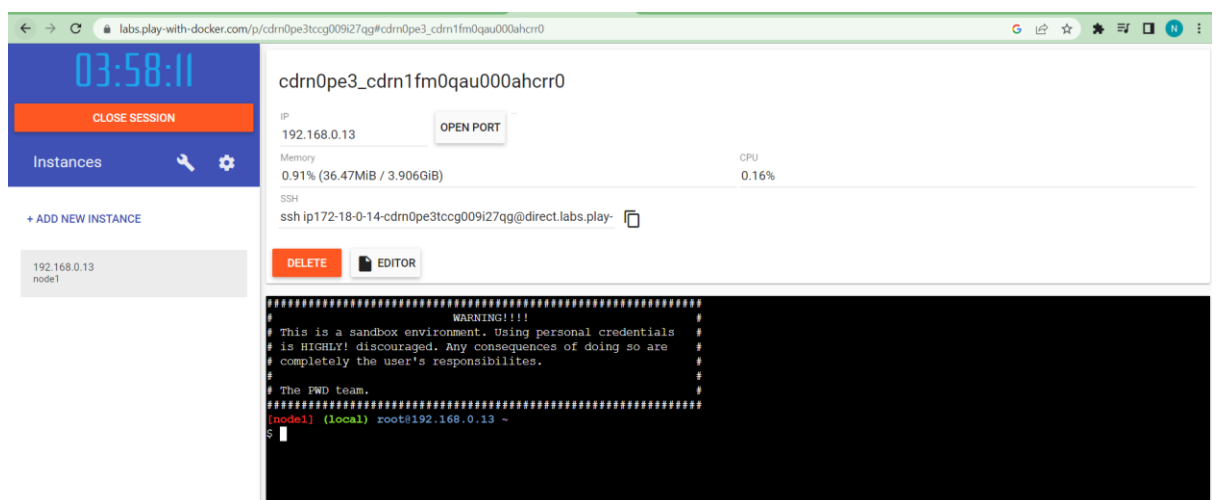 labs.play-with-docker.com/p/cdrn0pe3tccg009i27qg#cdrn0pe3_cdrn1fm0qau000ahcrr0
G
N
03:58:11
CLOSE SESSION
Instances
+ ADD NEW INSTANCE
192.168.0.13
node1
cdrn0pe3_cdrn1fm0qau000ahcrr0
IP
192.168.0.13
OPEN PORT
Memory
0.91% (36.47MiB / 3.906GiB)
CPU
0.16%
SSH
ssh ip172-18-0-14-cdrn0pe3tccg009i27qg@direct.labs.play-
DELETE
EDITOR
###############################################################
# WARNING!!!! #
# This is a sandbox environment. Using personal credentials #
# is HIGHLY! discouraged. Any consequences of doing so are #
# completely the user's responsibilites. #
# #
# The PWD team. #
###############################################################
[node1] (local) root@192.168.0.13 ~
$